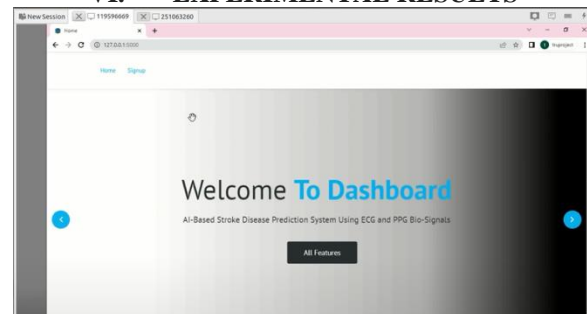 VI. EXPERIMENTAL RESULTS
New Session 119596669 251063260
Home
127.0.0.1:5000
Home Signup
Welcome To Dashboard
AI-Based Stroke Disease Prediction System Using ECG and PPG Bio-Signals
All Features